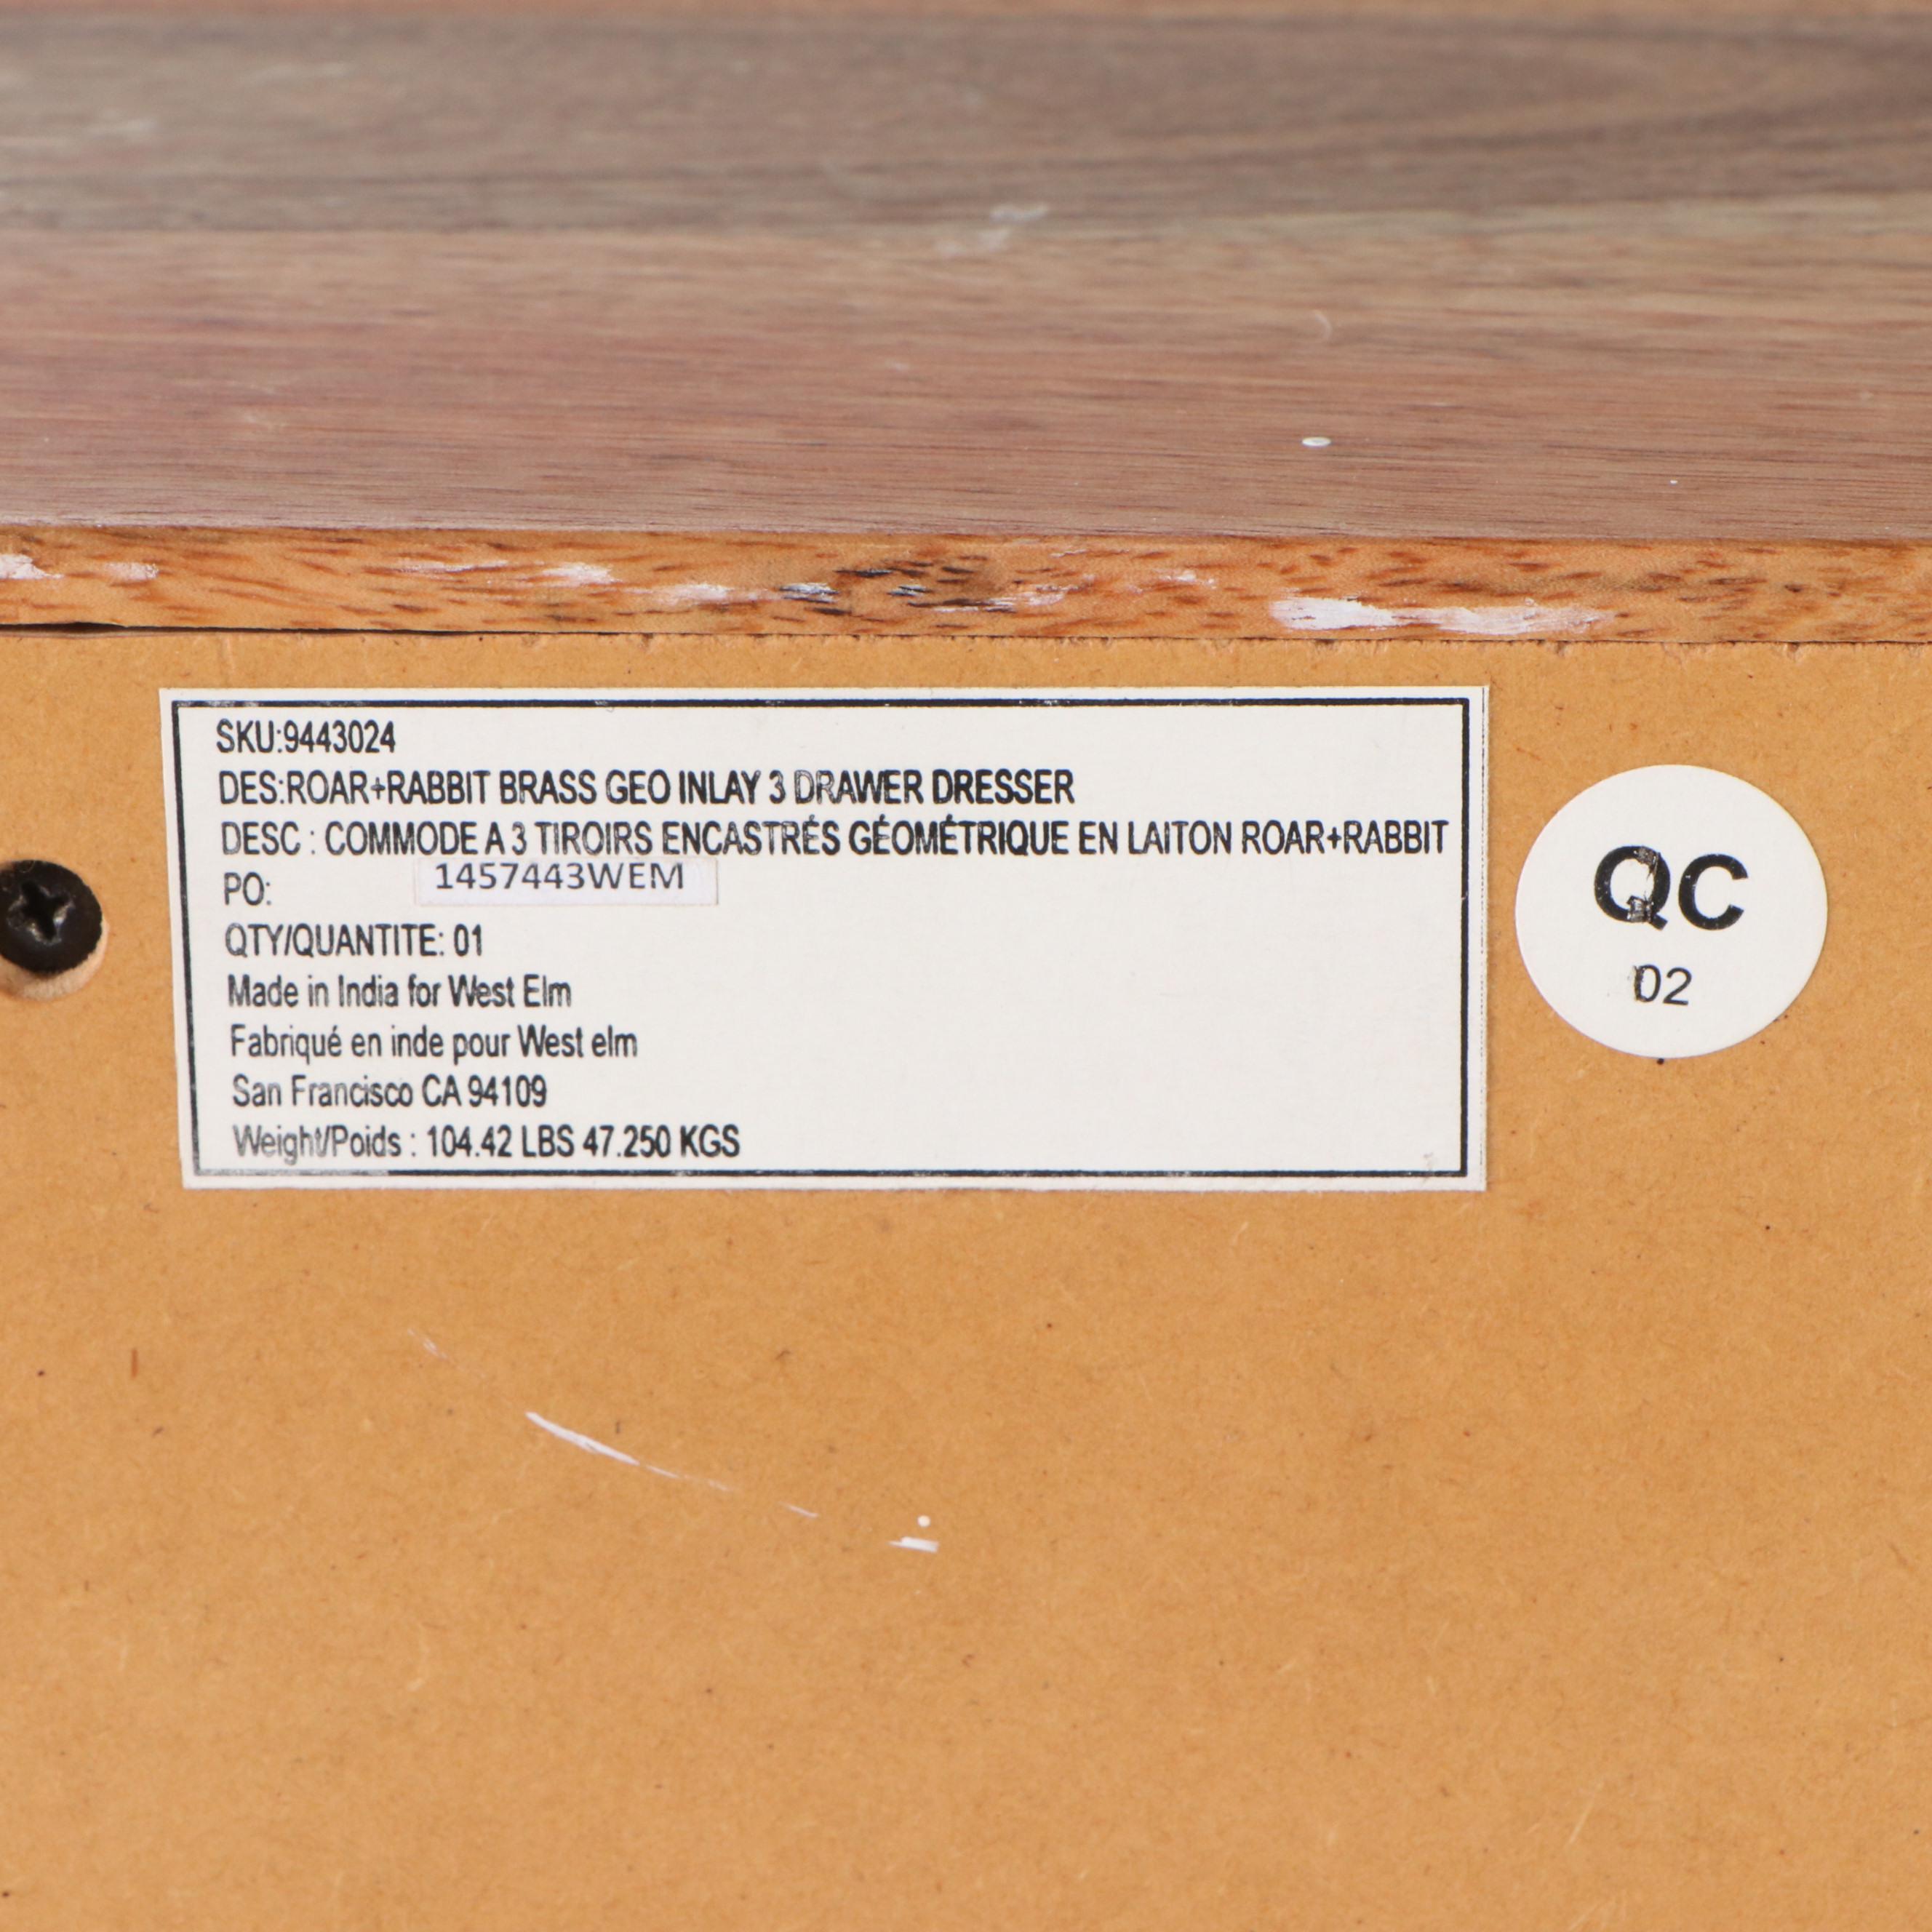 SKU:9443024
DES:ROAR+RABBIT BRASS GEO INLAY 3 DRAWER DRESSER
DESC : COMMODE A 3 TIROIRS ENCASTRÉS GÉOMÉTRIQUE EN LAITON ROAR+RABBIT
PO: 1457443WEM
QTY/QUANTITE: 01
Made in India for West Elm
Fabriqué en inde pour West elm
San Francisco CA 94109
Weight/Poids : 104.42 LBS 47.250 KGS
QC
02